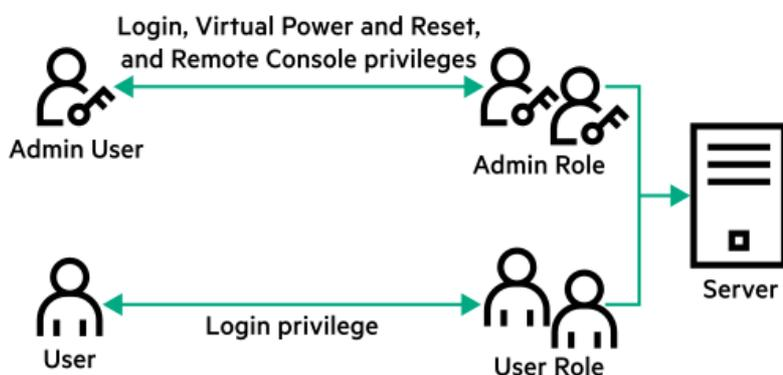 Login, Virtual Power and Reset,
and Remote Console privileges
Admin User
Admin Role
Server
Login privilege
User
User Role